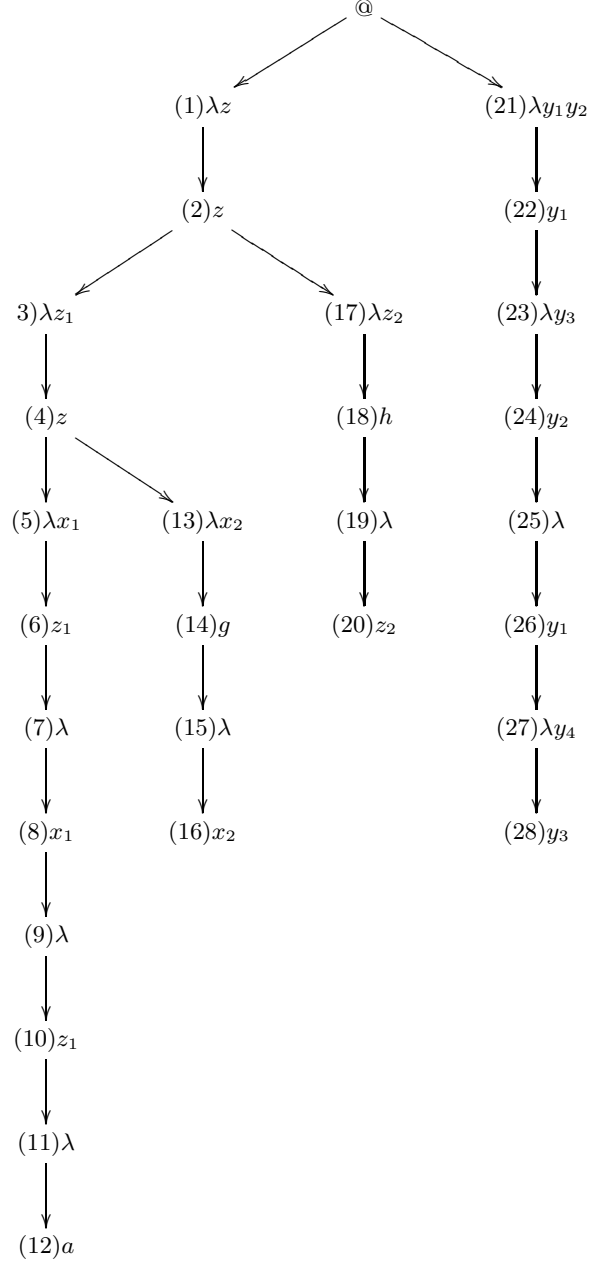 @
(1)λz (21)λy₁y₂
(2)z (22)y₁
3)λz₁ (17)λz₂ (23)λy₃
(4)z (18)h (24)y₂
(5)λx₁ (13)λx₂ (19)λ (25)λ
(6)z₁ (14)g (20)z₂ (26)y₁
(7)λ (15)λ (27)λy₄
(8)x₁ (16)x₂ (28)y₃
(9)λ
(10)z₁
(11)λ
(12)a